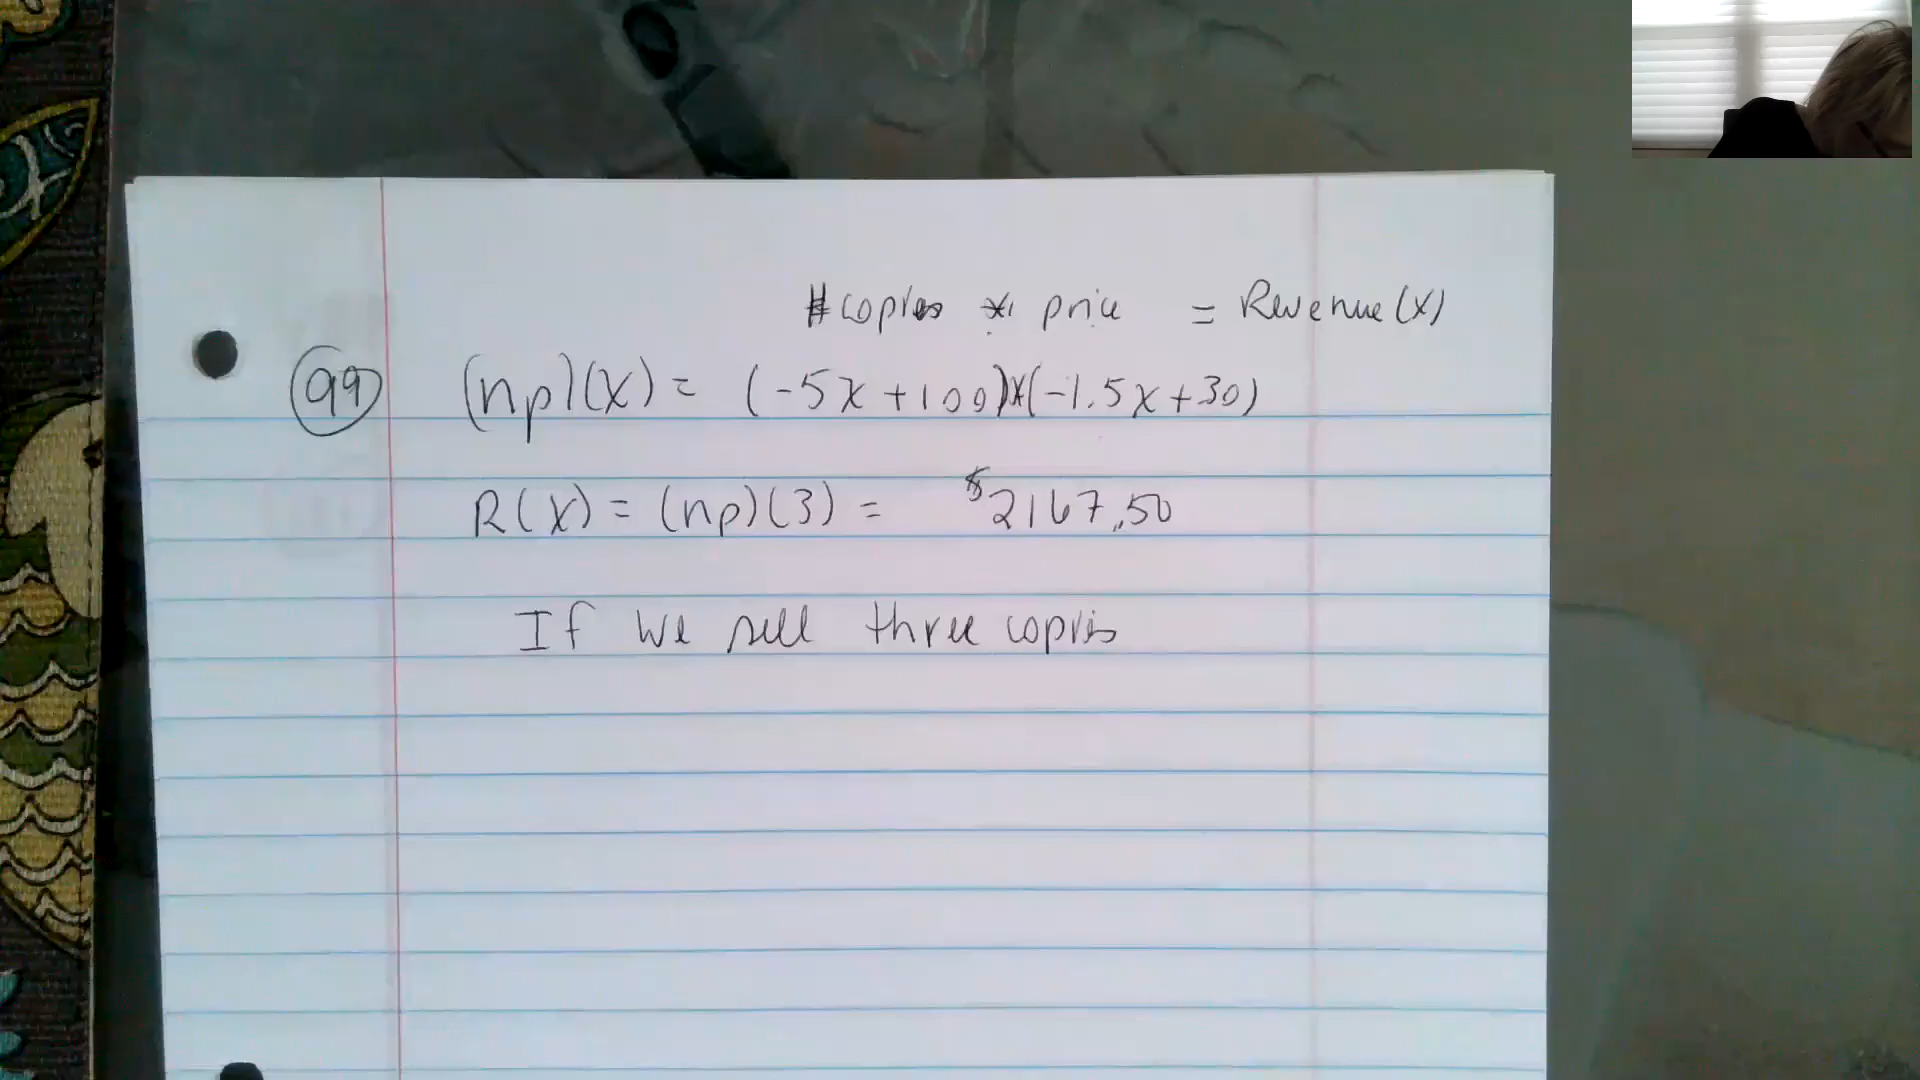 #copies * price = Revenue(x)
99 (np)(x) = (-5x+100)*(-1.5x+30)
R(x) = (np)(3) = $2167.50
If we sell three copies